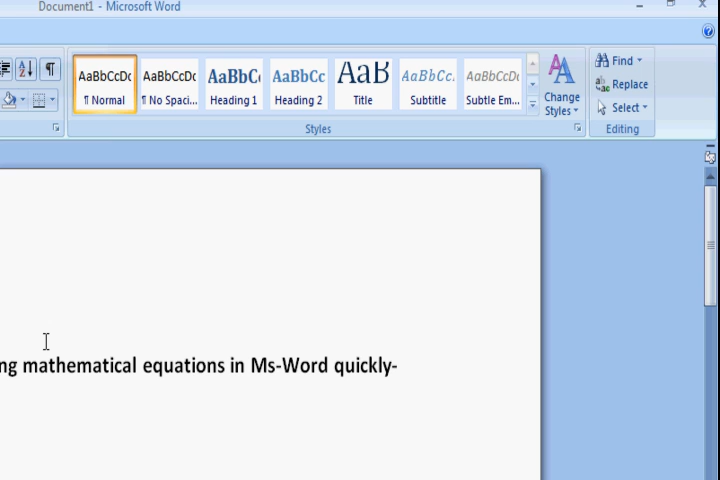 Document1 - Microsoft Word
AaBbCcDc AaBbCcDc AaBbC AaBbCc AaB AaBbCc. AaBbCcDc
¶ Normal ¶ No Spaci... Heading 1 Heading 2 Title Subtitle Subtle Em...
Change Styles
Find
Replace
Select
Styles
Editing
ng mathematical equations in Ms-Word quickly-